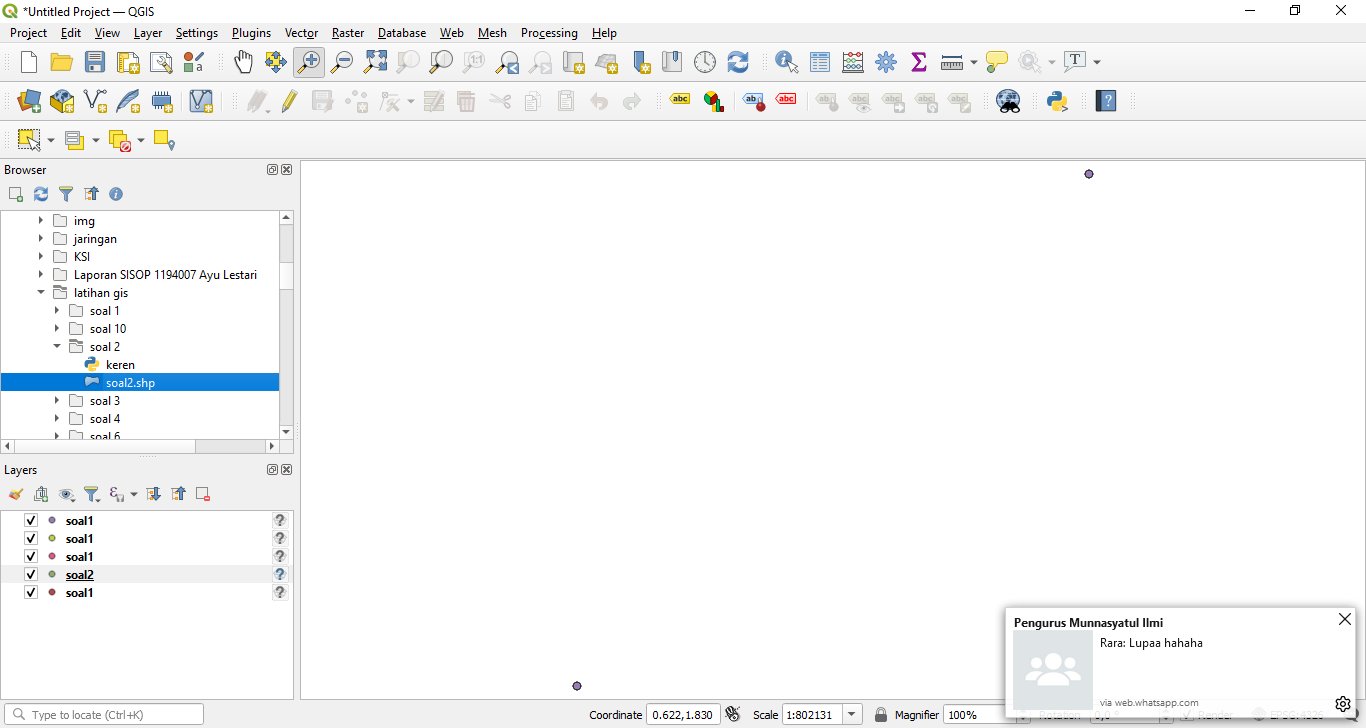 *Untitled Project — QGIS
Project Edit View Layer Settings Plugins Vector Raster Database Web Mesh Processing Help
Browser
img
jaringan
KSI
Laporan SISOP 1194007 Ayu Lestari
latihan gis
soal 1
soal 10
soal 2
keren
soal2.shp
soal 3
soal 4
soal 6
Layers
soal1
soal1
soal1
soal2
soal1
Pengurus Munnasyatul Ilmi
Rara: Lupaa hahaha
via web.whatsapp.com
Type to locate (Ctrl+K)
Coordinate 0.622,1.830 Scale 1:802131 Magnifier 100% Rotation 0,0 ° Render EPSG:4326